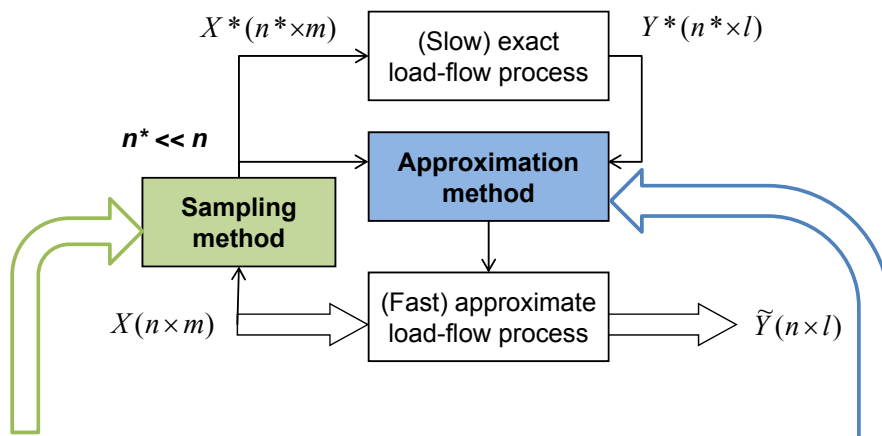 X*(n*×m)
(Slow) exact
load-flow process
Y*(n*×l)
n* << n
Approximation
method
Sampling
method
X(n×m)
(Fast) approximate
load-flow process
Ỹ(n×l)